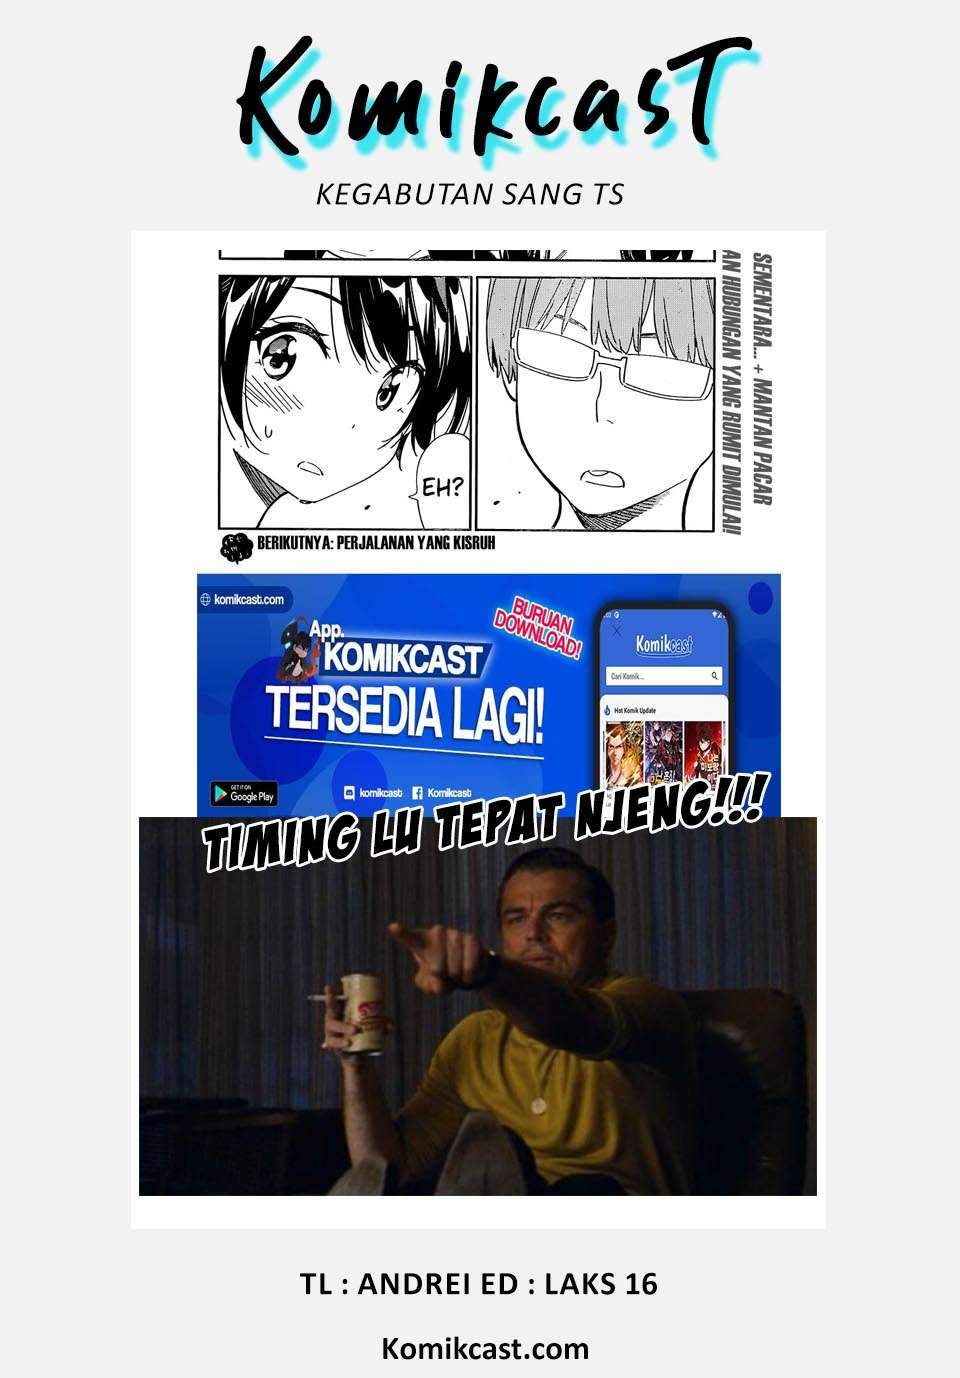 KomikcasT
KEGABUTAN SANG TS
SEMENTARA... + MANTAN PACAR
AN HUBUNGAN YANG RUMIT DIMULAI!
EH?
BERIKUTNYA: PERJALANAN YANG KISRUH
komikcast.com
App.
KOMIKCAST
TERSEDIA LAGI!
BURUAN
DOWNLOAD!
Komikcast
Cari Komik...
Hot Komik Update
GET IT ON
Google Play
komikcast
Komikcast
TIMING LU TEPAT NJENG!!!
TL : ANDREI ED : LAKS 16
Komikcast.com